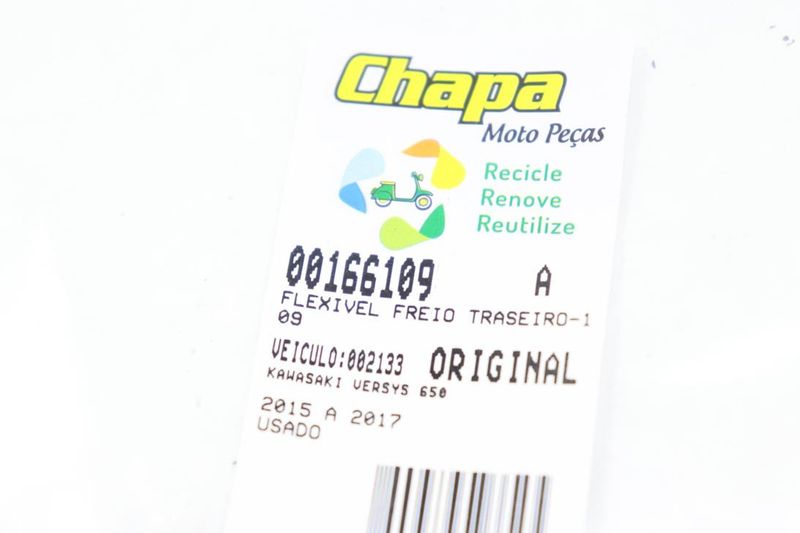 Chapa
Moto Peças
Recicle
Renove
Reutilize
00166109 A
FLEXIVEL FREIO TRASEIRO-1
09
VEICULO:002133 ORIGINAL
KAWASAKI VERSYS 650
2015 A 2017
USADO